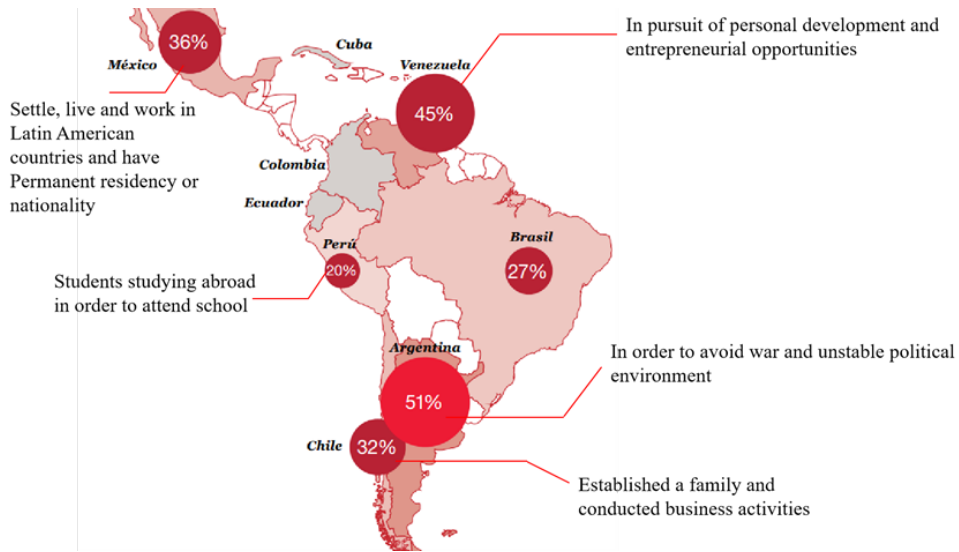 In pursuit of personal development and
entrepreneurial opportunities
36%
Cuba
México
Venezuela
45%
Settle, live and work in
Latin American
countries and have
Permanent residency or
nationality
Colombia
Ecuador
Perú
20%
Brasil
27%
Students studying abroad
in order to attend school
Argentina
51%
In order to avoid war and unstable political
environment
Chile
32%
Established a family and
conducted business activities